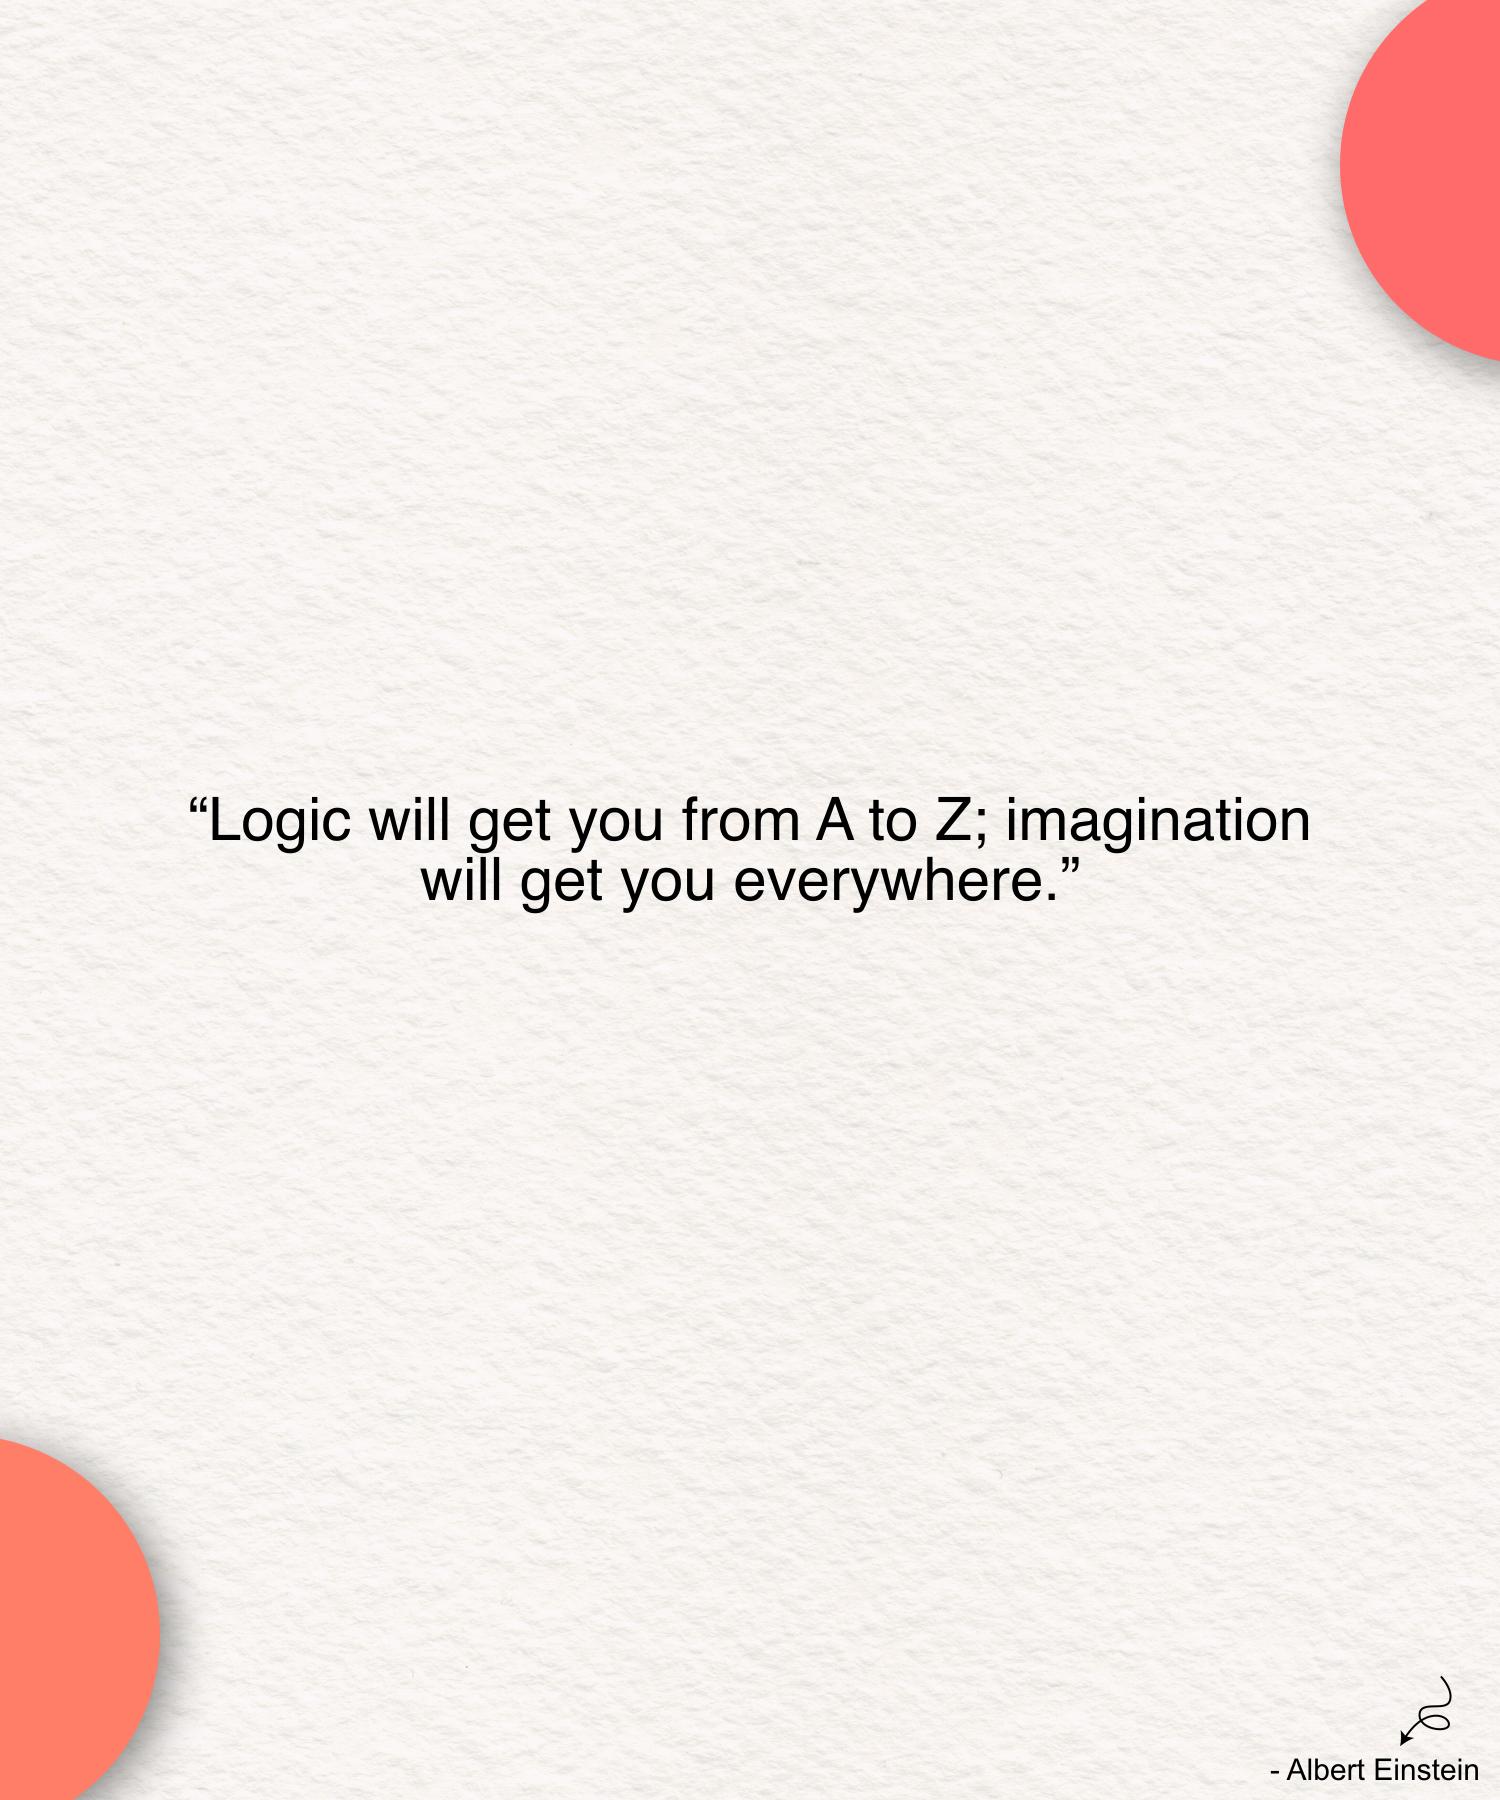 “Logic will get you from A to Z; imagination
will get you everywhere.”
- Albert Einstein